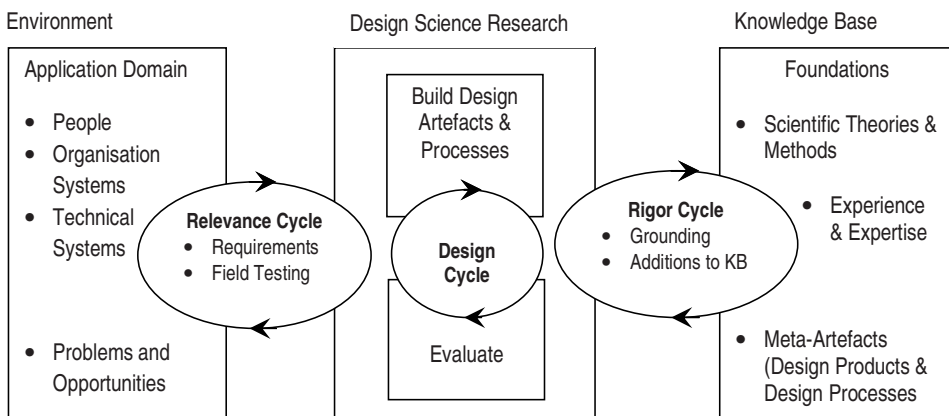 Environment
Design Science Research
Knowledge Base
Application Domain
• People
• Organisation
Systems
• Technical
Systems
• Problems and
Opportunities
Relevance Cycle
• Requirements
• Field Testing
Build Design
Artefacts &
Processes
Design
Cycle
Evaluate
Rigor Cycle
• Grounding
• Additions to KB
Foundations
• Scientific Theories &
Methods
• Experience
& Expertise
• Meta-Artefacts
(Design Products &
Design Processes